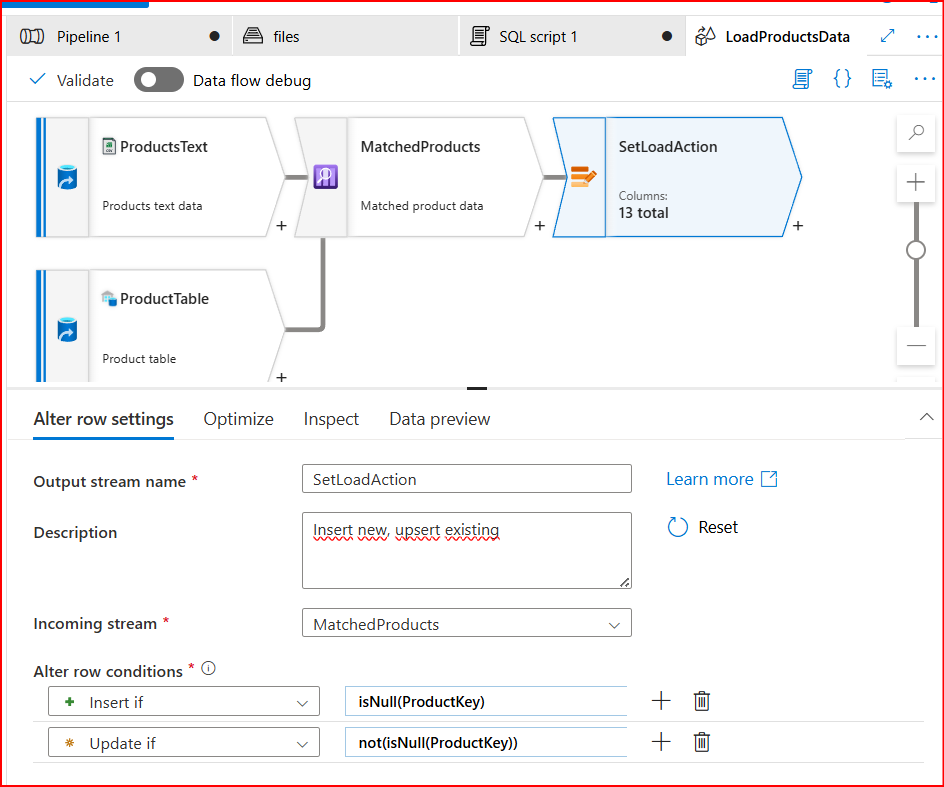 Pipeline 1
files
SQL script 1
LoadProductsData
Validate
Data flow debug
{}
ProductsText
Products text data
+
MatchedProducts
Matched product data
+
SetLoadAction
Columns:
13 total
+
ProductTable
Product table
+
Alter row settings
Optimize
Inspect
Data preview
Output stream name *
SetLoadAction
Learn more
Description
Insert new, upsert existing
Reset
Incoming stream *
MatchedProducts
Alter row conditions *
Insert if
isNull(ProductKey)
Update if
not(isNull(ProductKey))